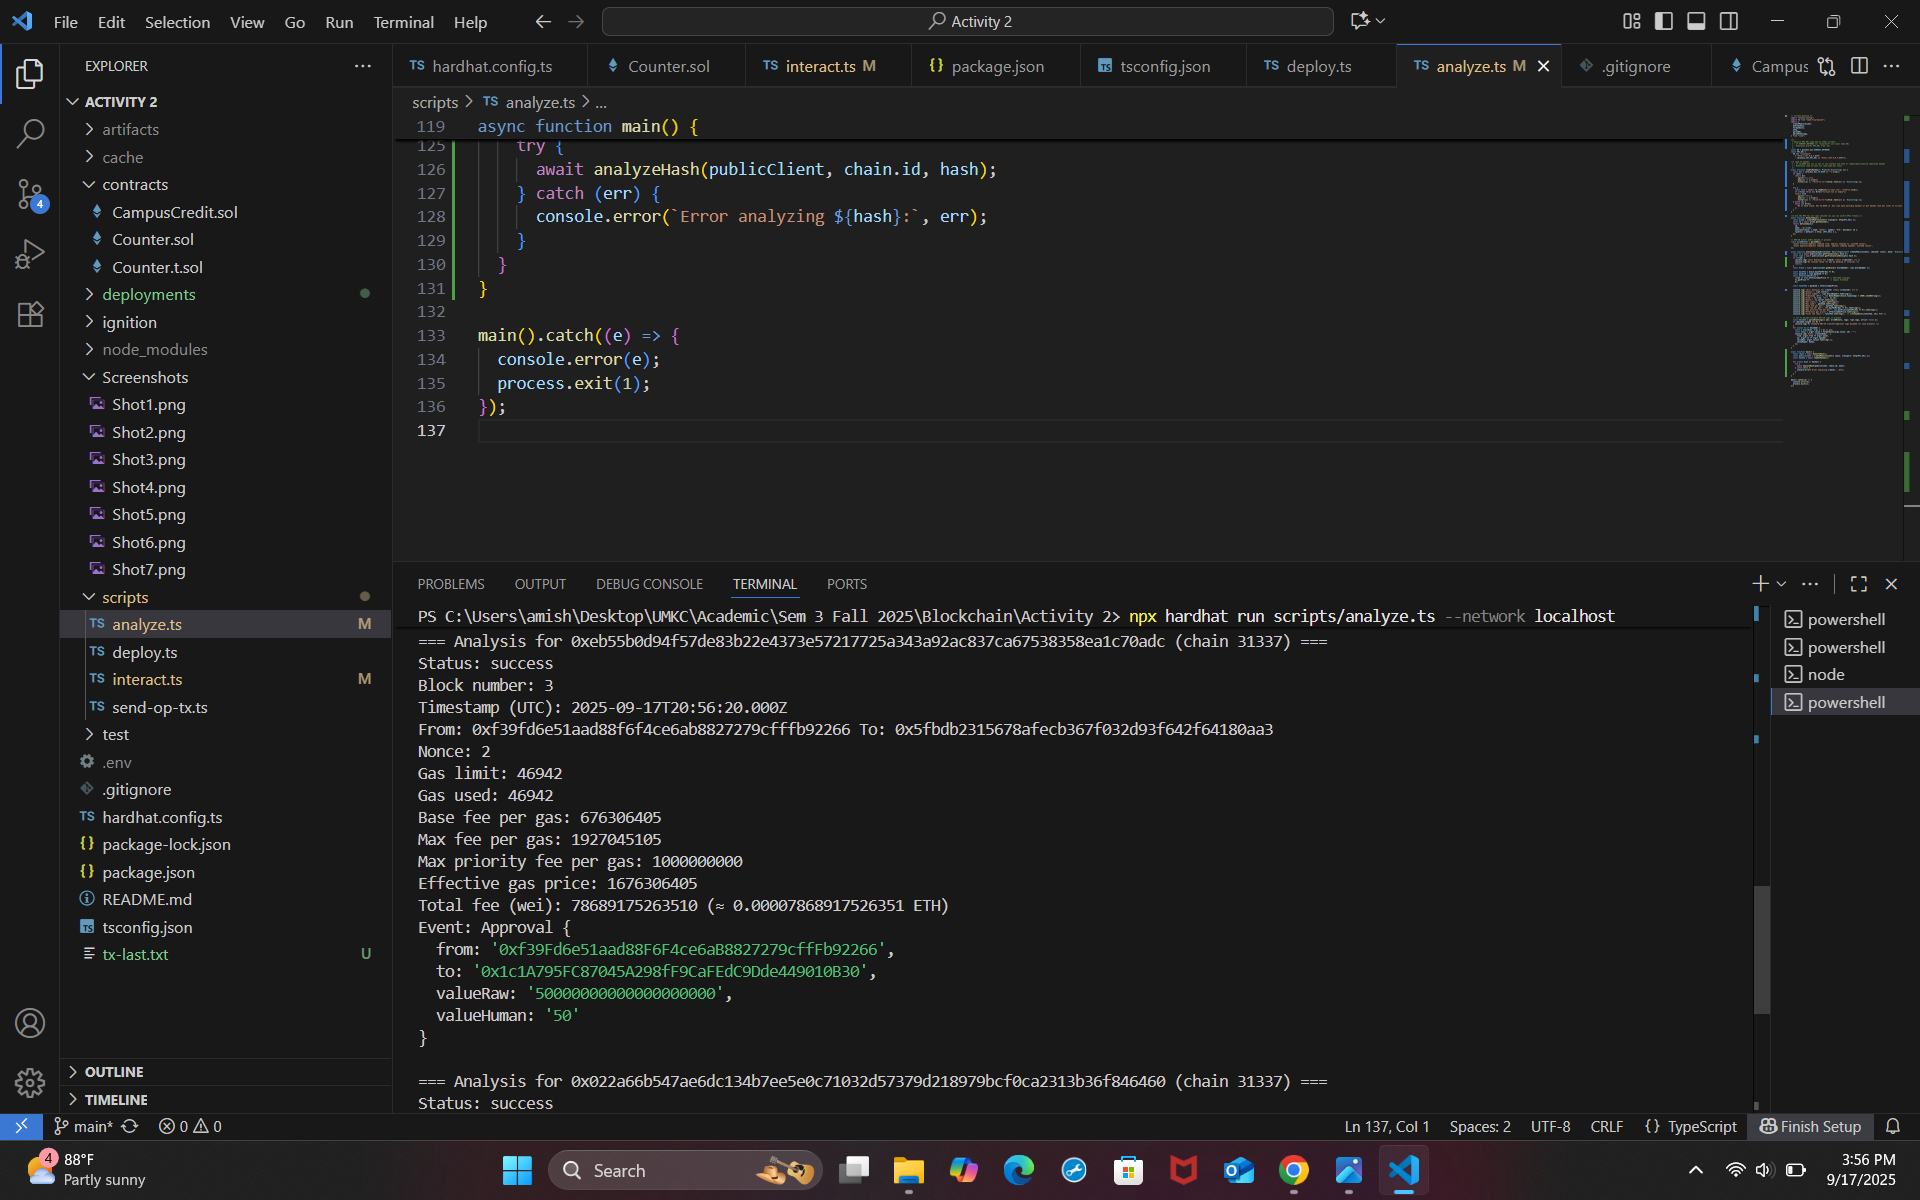 File Edit Selection View Go Run Terminal Help
Activity 2
EXPLORER
ACTIVITY 2
artifacts
cache
contracts
CampusCredit.sol
Counter.sol
Counter.t.sol
deployments
ignition
node_modules
Screenshots
Shot1.png
Shot2.png
Shot3.png
Shot4.png
Shot5.png
Shot6.png
Shot7.png
scripts
TS analyze.ts M
TS deploy.ts
TS interact.ts M
TS send-op-tx.ts
test
.env
.gitignore
TS hardhat.config.ts
{} package-lock.json
{} package.json
README.md
tsconfig.json
tx-last.txt U
OUTLINE
TIMELINE
4
TS hardhat.config.ts
Counter.sol
TS interact.ts M
{} package.json
TS tsconfig.json
TS deploy.ts
TS analyze.ts M
.gitignore
Campus
scripts > TS analyze.ts > ...
119 async function main() {
125 try {
126 await analyzeHash(publicClient, chain.id, hash);
127 } catch (err) {
128 console.error(`Error analyzing ${hash}:`, err);
129 }
130 }
131 }
132
133 main().catch((e) => {
134 console.error(e);
135 process.exit(1);
136 });
137
PROBLEMS OUTPUT DEBUG CONSOLE TERMINAL PORTS
PS C:\Users\amish\Desktop\UMKC\Academic\Sem 3 Fall 2025\Blockchain\Activity 2> npx hardhat run scripts/analyze.ts --network localhost
=== Analysis for 0xeb55b0d94f57de83b22e4373e57217725a343a92ac837ca67538358ea1c70adc (chain 31337) ===
Status: success
Block number: 3
Timestamp (UTC): 2025-09-17T20:56:20.000Z
From: 0xf39fd6e51aad88f6f4ce6ab8827279cfffb92266 To: 0x5fbdb2315678afecb367f032d93f642f64180aa3
Nonce: 2
Gas limit: 46942
Gas used: 46942
Base fee per gas: 676306405
Max fee per gas: 1927045105
Max priority fee per gas: 1000000000
Effective gas price: 1676306405
Total fee (wei): 78689175263510 (≈ 0.00007868917526351 ETH)
Event: Approval {
from: '0xf39Fd6e51aad88F6F4ce6aB8827279cffFb92266',
to: '0x1c1A795FC87045A298fF9CaFEdC9Dde449010B30',
valueRaw: '50000000000000000000',
valueHuman: '50'
}
=== Analysis for 0x022a66b547ae6dc134b7ee5e0c71032d57379d218979bcf0ca2313b36f846460 (chain 31337) ===
Status: success
powershell
powershell
node
powershell
main* 0 0
Ln 137, Col 1 Spaces: 2 UTF-8 CRLF {} TypeScript Finish Setup
4
88°F
Partly sunny
Search
3:56 PM
9/17/2025